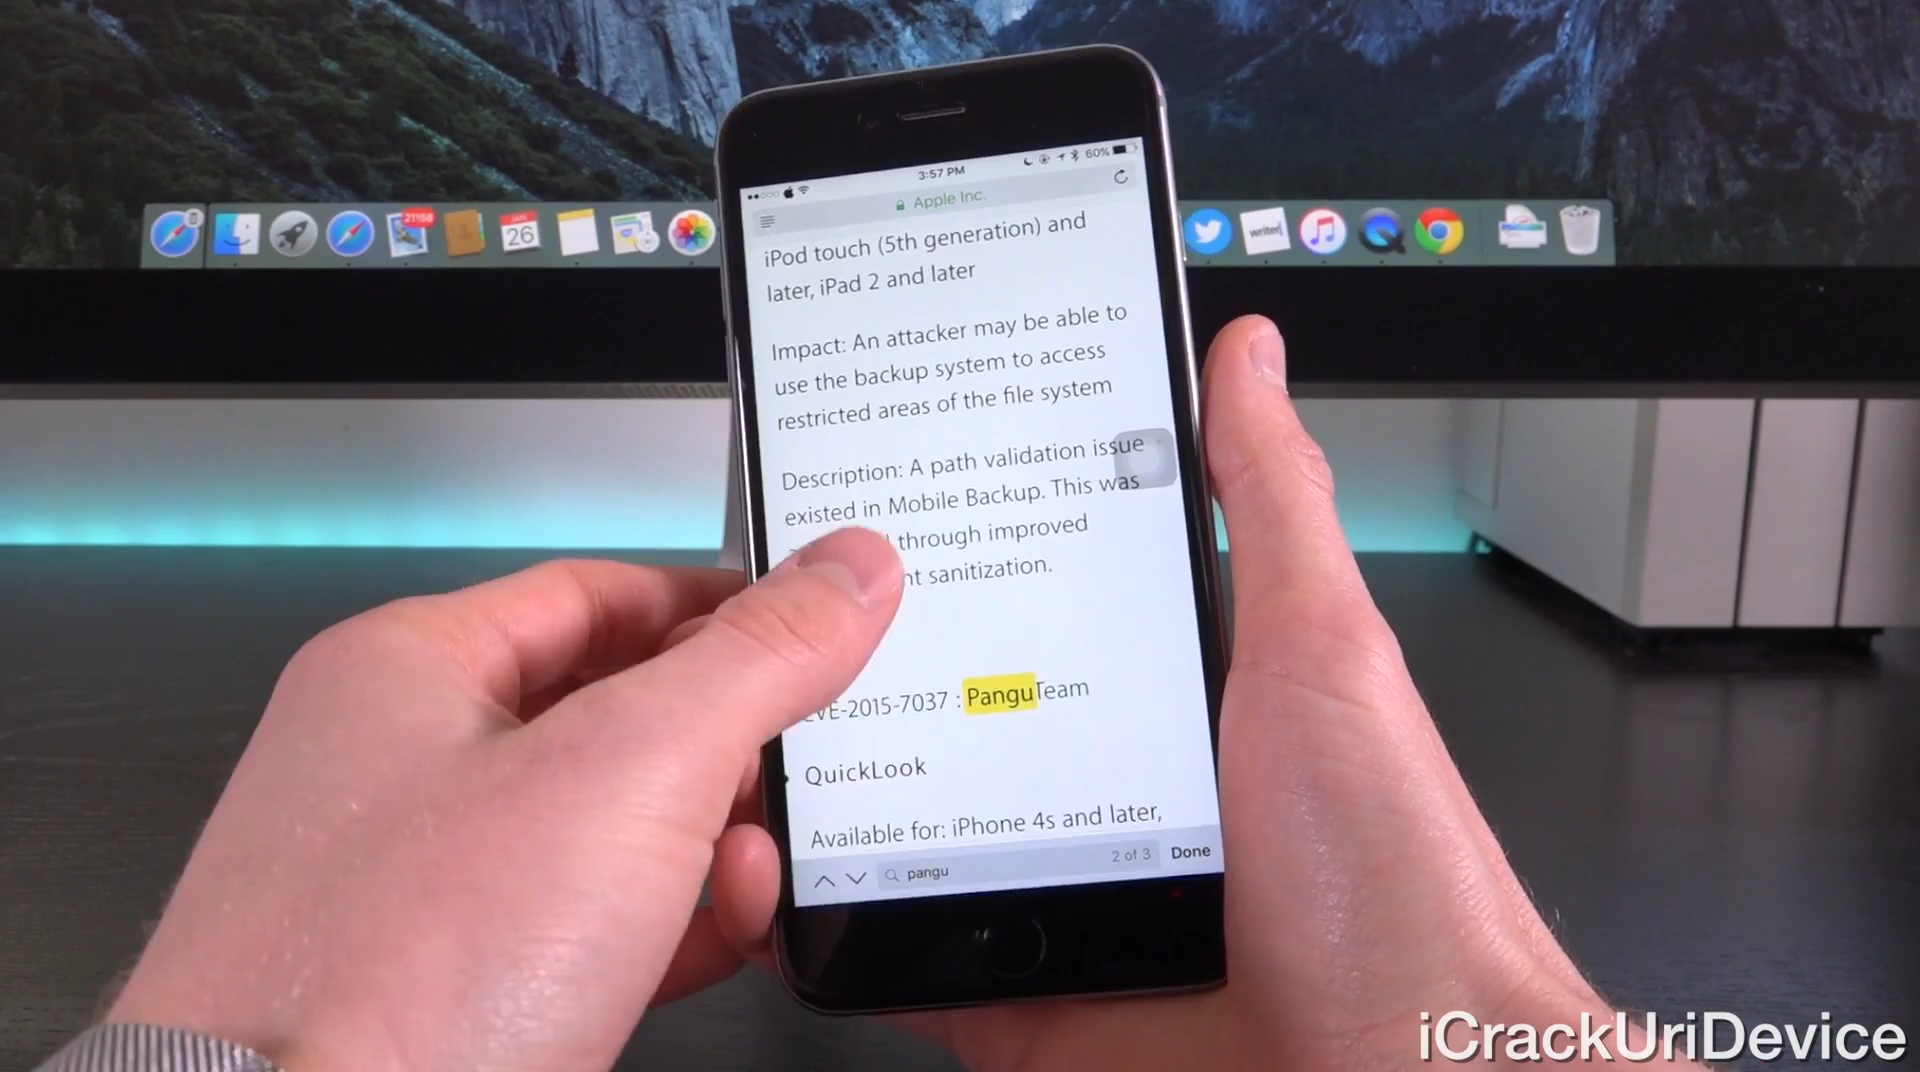 21158
JAN
26
writer
3:57 PM
60%
Apple Inc.
iPod touch (5th generation) and
later, iPad 2 and later
Impact: An attacker may be able to
use the backup system to access
restricted areas of the file system
Description: A path validation issue
existed in Mobile Backup. This was
through improved
sanitization.
-2015-7037 : PanguTeam
QuickLook
Available for: iPhone 4s and later,
pangu 2 of 3 Done
iCrackUriDevice